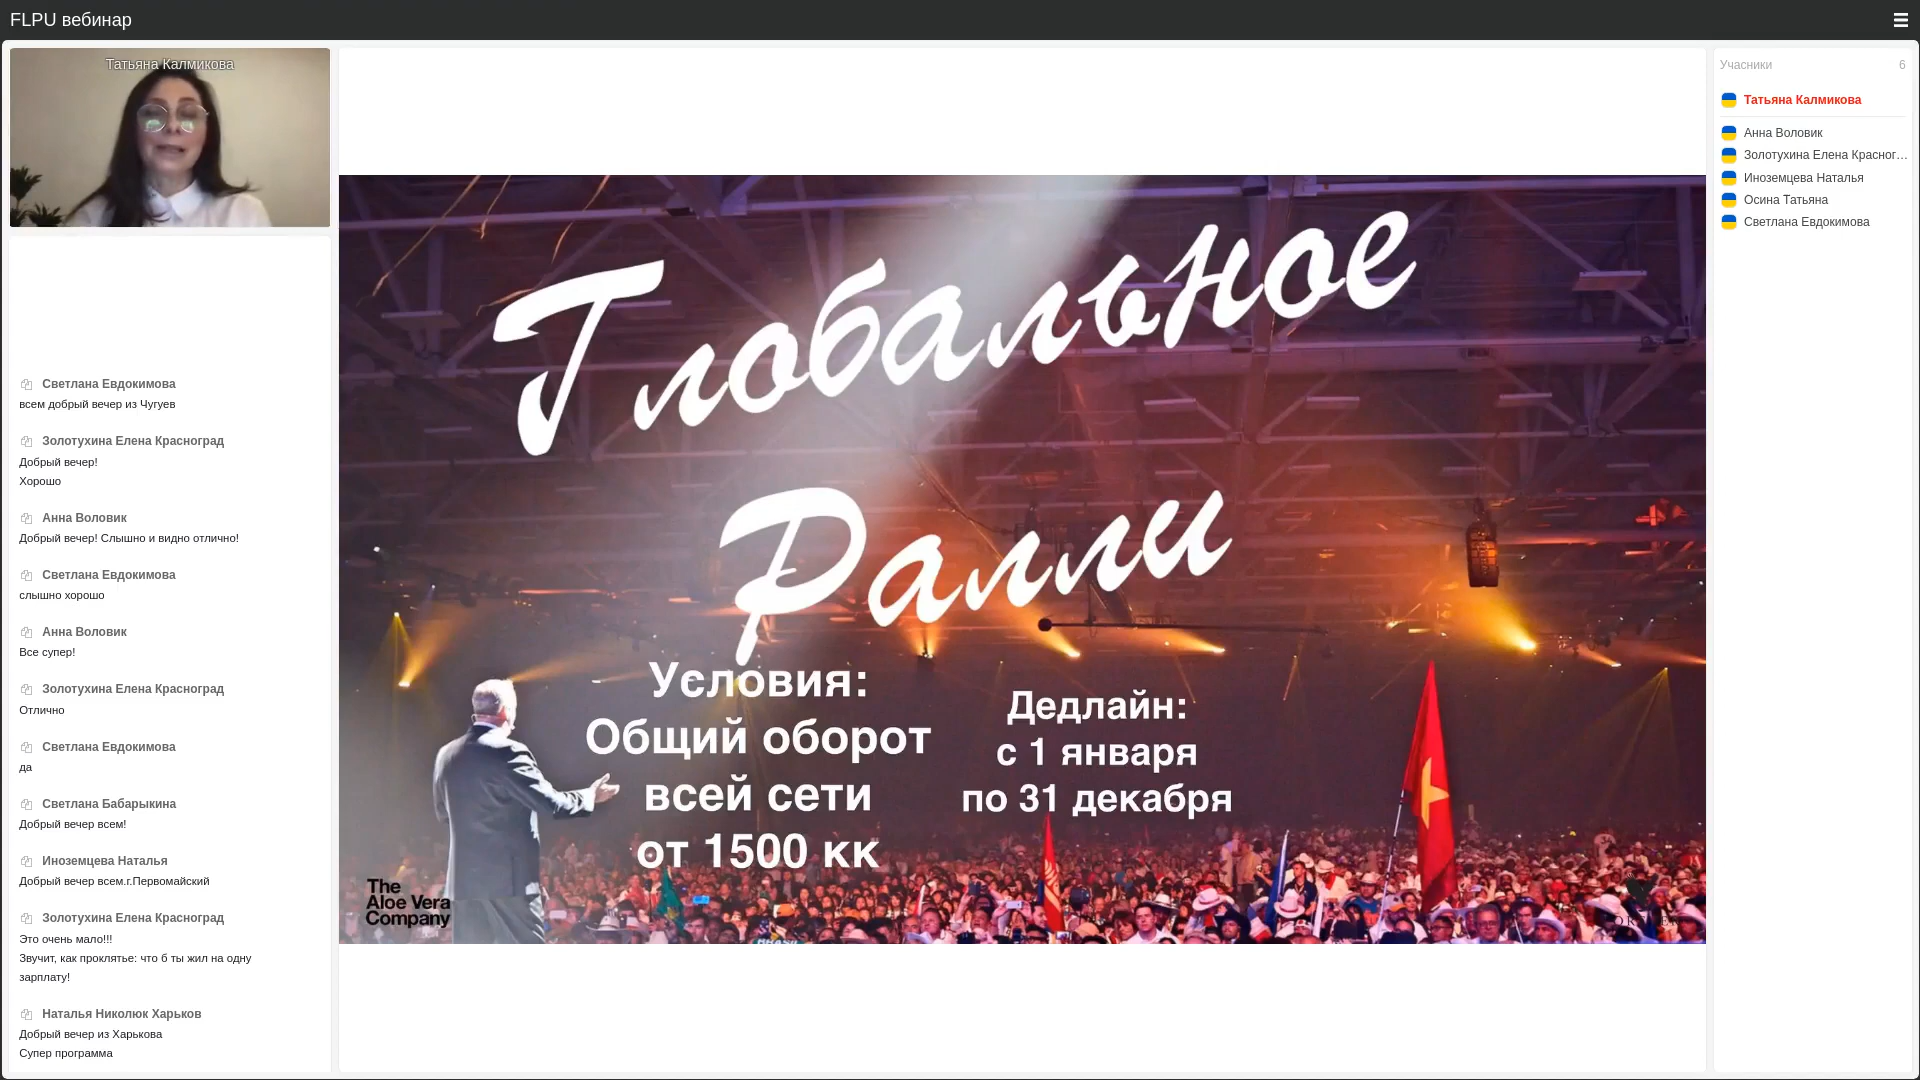 FLPU вебинар
Татьяна Калмикова
Светлана Евдокимова
всем добрый вечер из Чугуев
Золотухина Елена Красноград
Добрый вечер!
Хорошо
Анна Воловик
Добрый вечер! Слышно и видно отлично!
Светлана Евдокимова
слышно хорошо
Анна Воловик
Все супер!
Золотухина Елена Красноград
Отлично
Светлана Евдокимова
да
Светлана Бабарыкина
Добрый вечер всем!
Иноземцева Наталья
Добрый вечер всем.г.Первомайский
Золотухина Елена Красноград
Это очень мало!!!
Звучит, как проклятье: что б ты жил на одну
зарплату!
Наталья Николюк Харьков
Добрый вечер из Харькова
Супер программа
Глобальное
Ралли
Условия:
Общий оборот
всей сети
от 1500 кк
Дедлайн:
с 1 января
по 31 декабря
The
Aloe Vera
Company
Учасники 6
Татьяна Калмикова
Анна Воловик
Золотухина Елена Красног...
Иноземцева Наталья
Осина Татьяна
Светлана Евдокимова